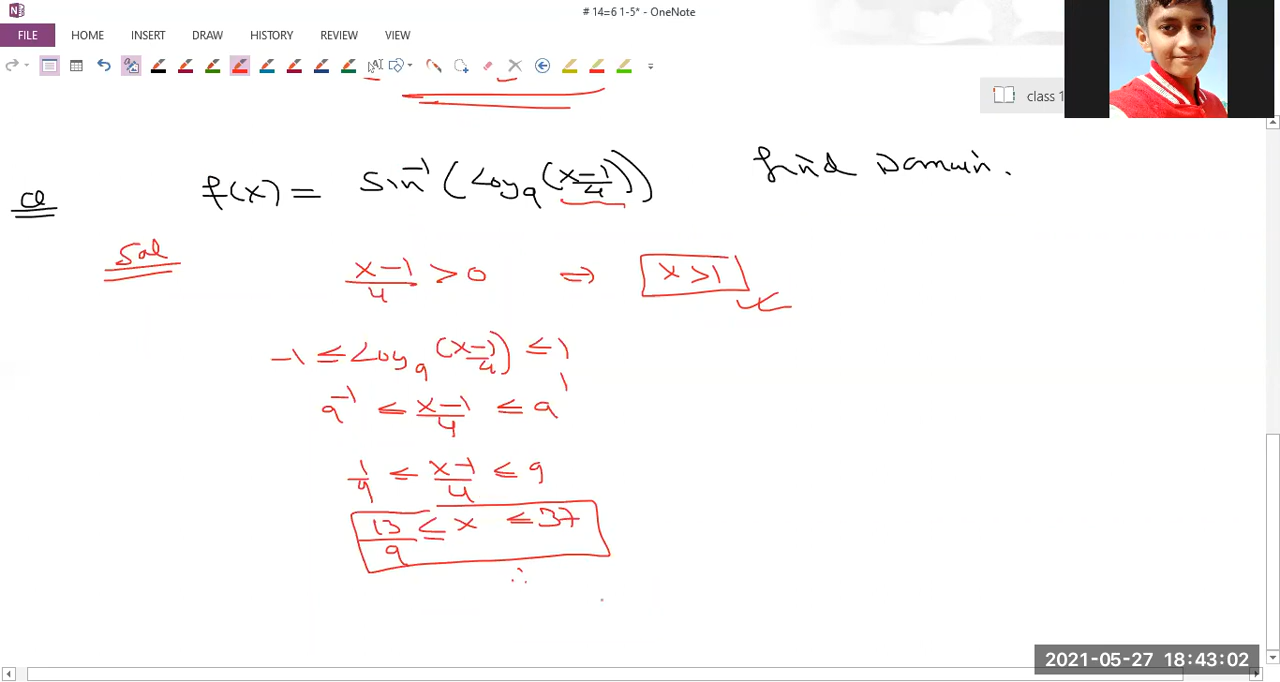 # 14=6 1-5* - OneNote
FILE HOME INSERT DRAW HISTORY REVIEW VIEW
class 1
Q f(x) = sin⁻¹(Log₉(x-1/4)) find Domain.
Sol x-1/4 > 0 ⇒ x>1
-1 ≤ Log₉(x-1/4) ≤ 1
9⁻¹ ≤ x-1/4 ≤ 9¹
1/9 ≤ x-1/4 ≤ 9
13/9 ≤ x ≤ 37
∴
2021-05-27 18:43:02